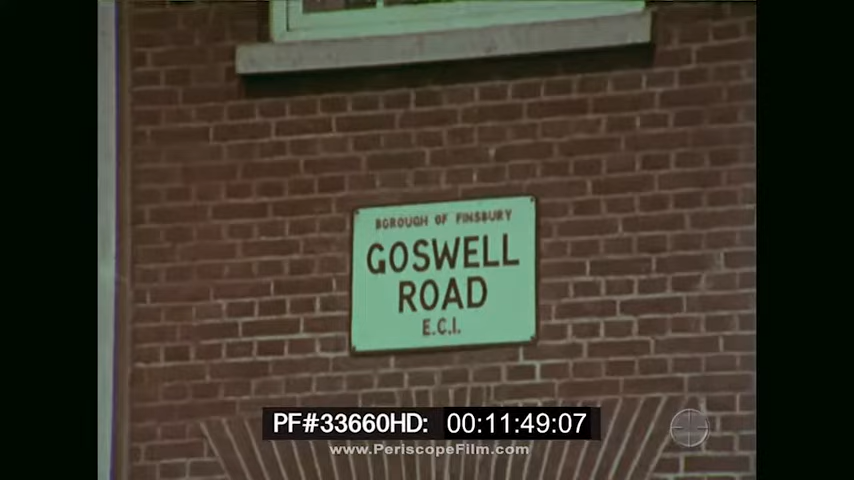 BOROUGH OF FINSBURY
GOSWELL
ROAD
E.C.1.
PF#33660HD: 00:11:49:07
www.PeriscopeFilm.com